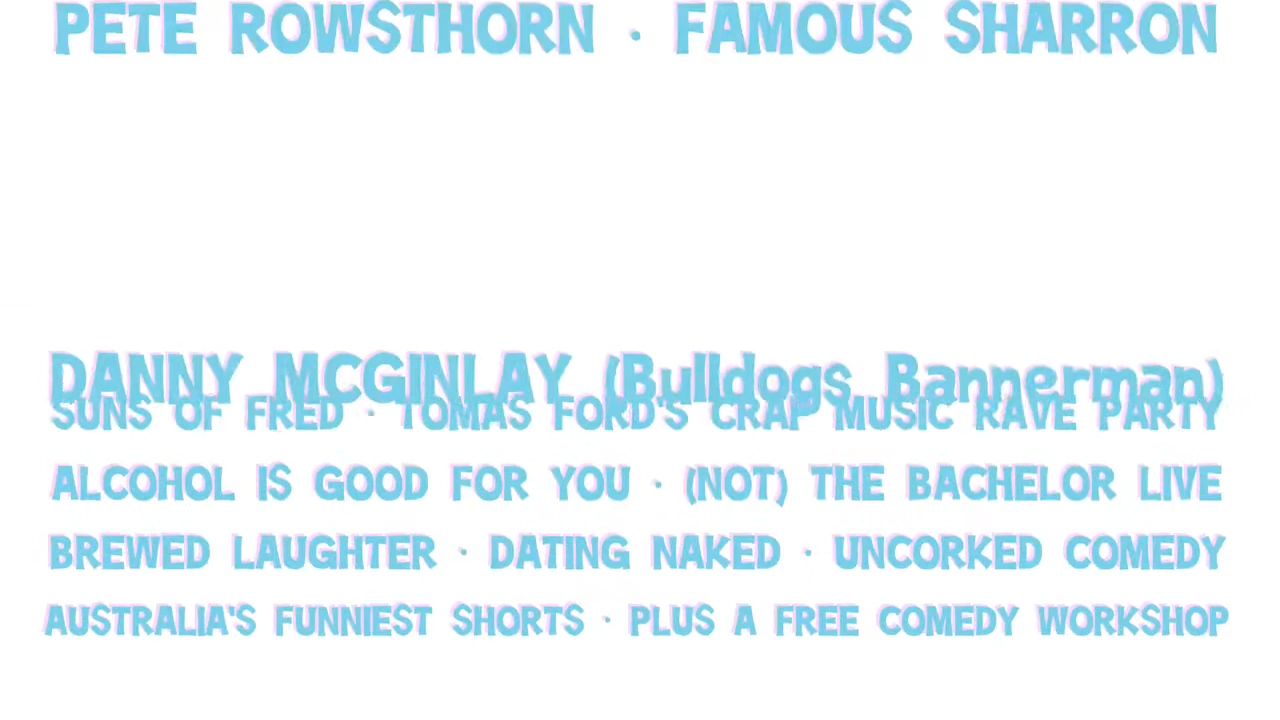 PETE ROWSTHORN · FAMOUS SHARRON
DANNY MCGINLAY (Bulldogs Bannerman)
SUNS OF FRED · TOMAS FORD'S CRAP MUSIC RAVE PARTY
ALCOHOL IS GOOD FOR YOU · (NOT) THE BACHELOR LIVE
BREWED LAUGHTER · DATING NAKED · UNCORKED COMEDY
AUSTRALIA'S FUNNIEST SHORTS · PLUS A FREE COMEDY WORKSHOP